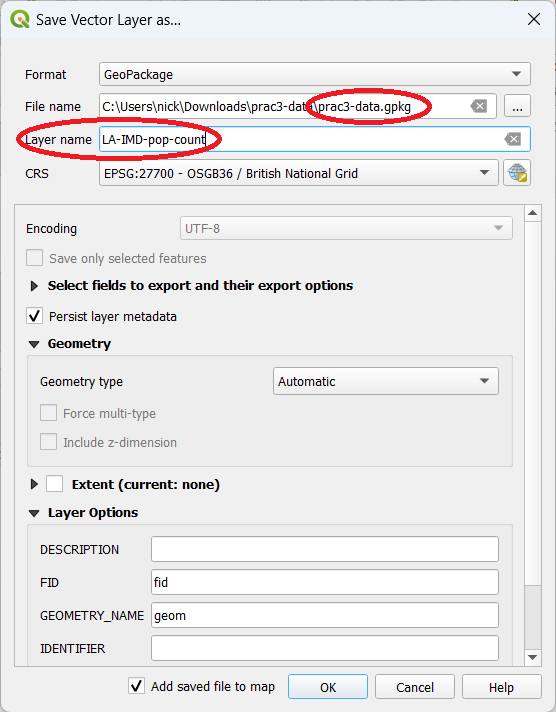 Save Vector Layer as...
Format GeoPackage
File name C:\Users\nick\Downloads\prac3-data\prac3-data.gpkg ...
Layer name LA-IMD-pop-count
CRS EPSG:27700 - OSGB36 / British National Grid
Encoding UTF-8
Save only selected features
Select fields to export and their export options
Persist layer metadata
Geometry
Geometry type Automatic
Force multi-type
Include z-dimension
Extent (current: none)
Layer Options
DESCRIPTION
FID fid
GEOMETRY_NAME geom
IDENTIFIER
Add saved file to map OK Cancel Help